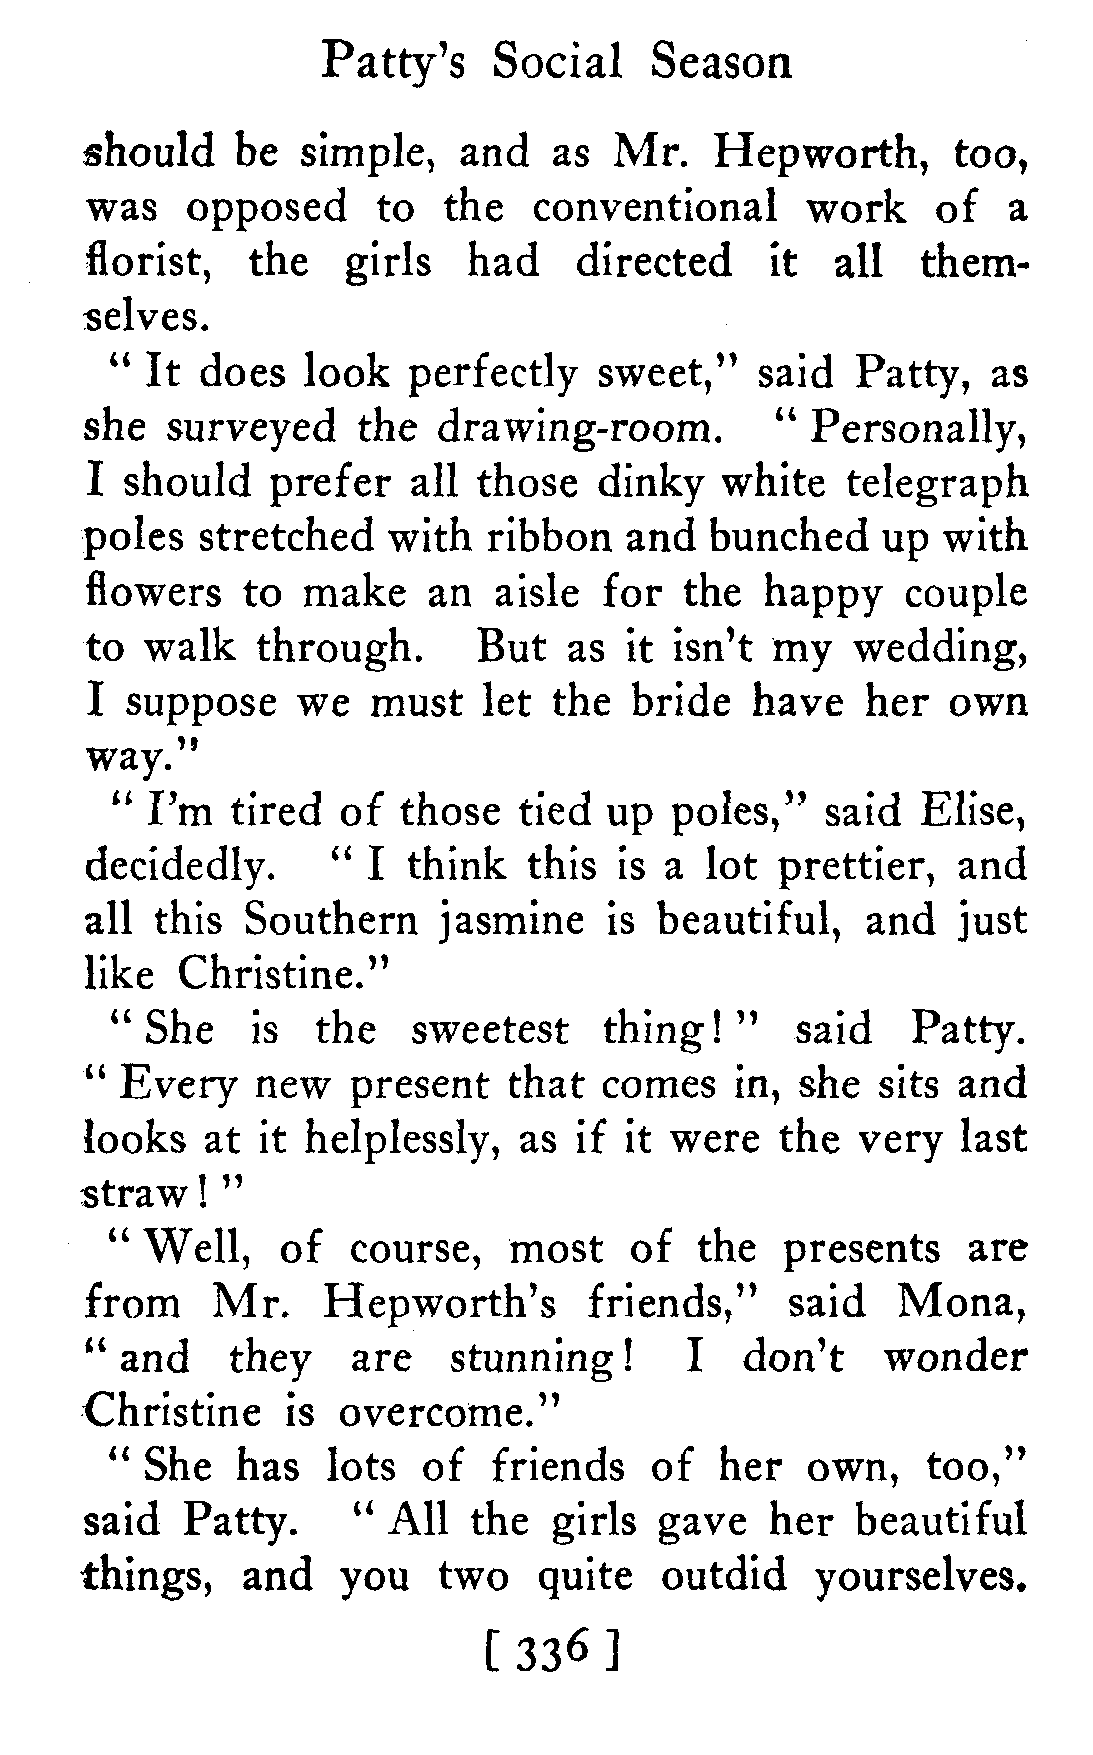 Patty's Social Season
should be simple, and as Mr. Hepworth, too,
was opposed to the conventional work of a
florist, the girls had directed it all them-
selves.
" It does look perfectly sweet," said Patty, as
she surveyed the drawing-room. " Personally,
I should prefer all those dinky white telegraph
poles stretched with ribbon and bunched up with
flowers to make an aisle for the happy couple
to walk through. But as it isn't my wedding,
I suppose we must let the bride have her own
way."
" I'm tired of those tied up poles," said Elise,
decidedly. " I think this is a lot prettier, and
all this Southern jasmine is beautiful, and just
like Christine."
" She is the sweetest thing! " said Patty.
" Every new present that comes in, she sits and
looks at it helplessly, as if it were the very last
straw! "
" Well, of course, most of the presents are
from Mr. Hepworth's friends," said Mona,
" and they are stunning! I don't wonder
Christine is overcome."
" She has lots of friends of her own, too,"
said Patty. " All the girls gave her beautiful
things, and you two quite outdid yourselves.
[ 336 ]